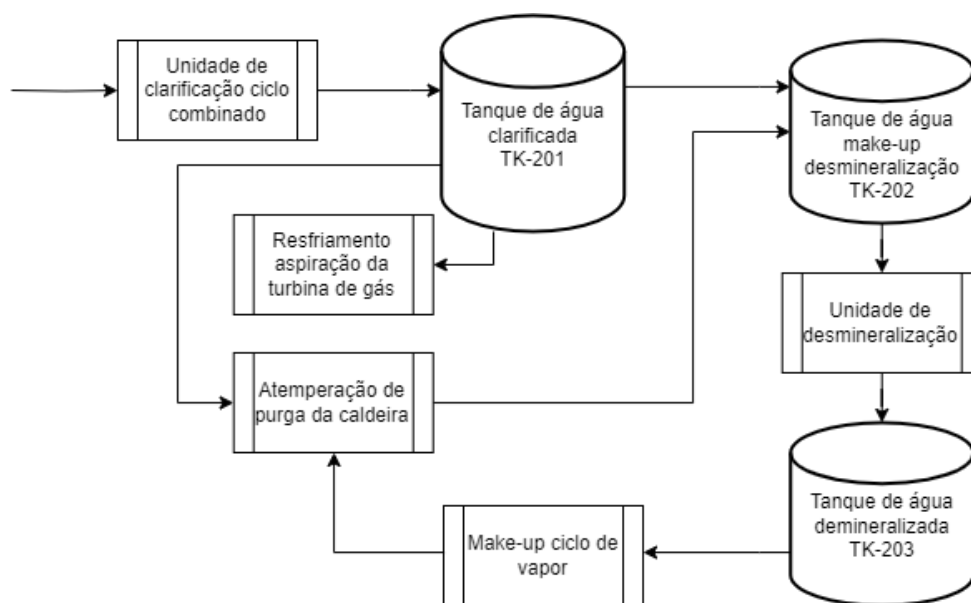 Unidade de
clarificação ciclo
combinado
Tanque de água
clarificada
TK-201
Tanque de água
make-up
desmineralização
TK-202
Resfriamento
aspiração da
turbina de gás
Unidade de
desmineralização
Atemperação de
purga da caldeira
Tanque de água
demineralizada
TK-203
Make-up ciclo de
vapor